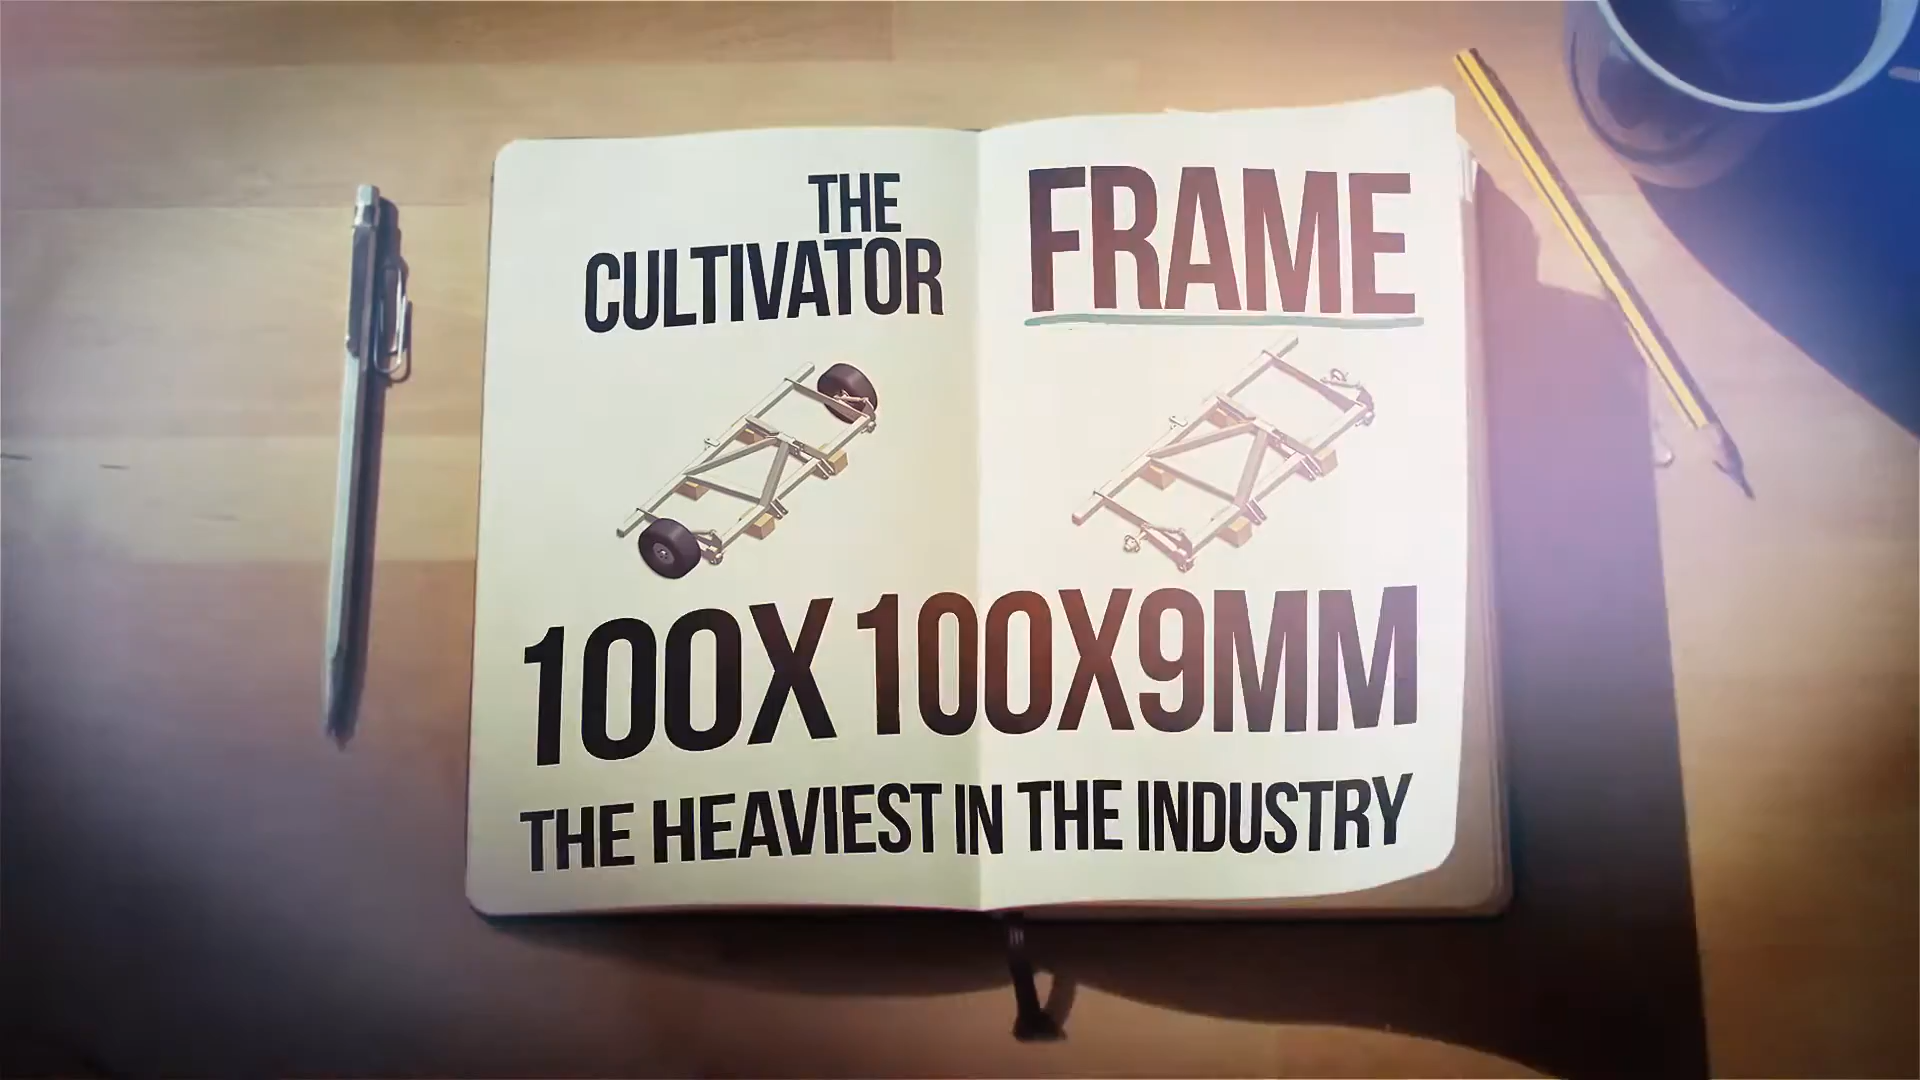 THE
CULTIVATOR
FRAME
100X100X9MM
THE HEAVIEST IN THE INDUSTRY